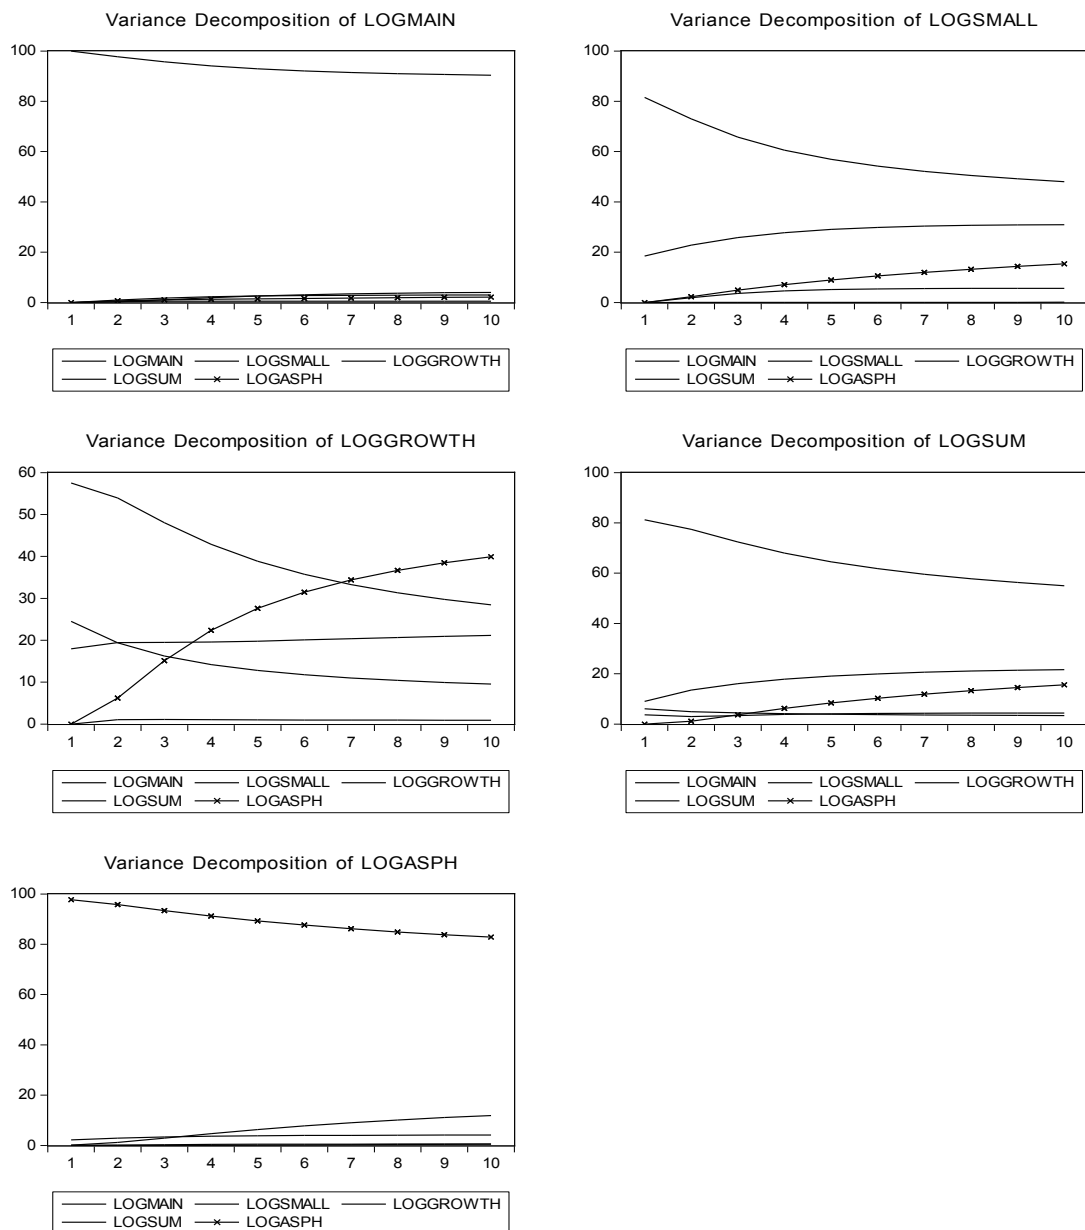 Variance Decomposition of LOGMAIN
100
80
60
40
20
0
1 2 3 4 5 6 7 8 9 10
LOGMAIN LOGSMALL LOGGROWTH
LOGSUM LOGASPH
Variance Decomposition of LOGSMALL
100
80
60
40
20
0
1 2 3 4 5 6 7 8 9 10
LOGMAIN LOGSMALL LOGGROWTH
LOGSUM LOGASPH
Variance Decomposition of LOGGROWTH
60
50
40
30
20
10
0
1 2 3 4 5 6 7 8 9 10
LOGMAIN LOGSMALL LOGGROWTH
LOGSUM LOGASPH
Variance Decomposition of LOGSUM
100
80
60
40
20
0
1 2 3 4 5 6 7 8 9 10
LOGMAIN LOGSMALL LOGGROWTH
LOGSUM LOGASPH
Variance Decomposition of LOGASPH
100
80
60
40
20
0
1 2 3 4 5 6 7 8 9 10
LOGMAIN LOGSMALL LOGGROWTH
LOGSUM LOGASPH